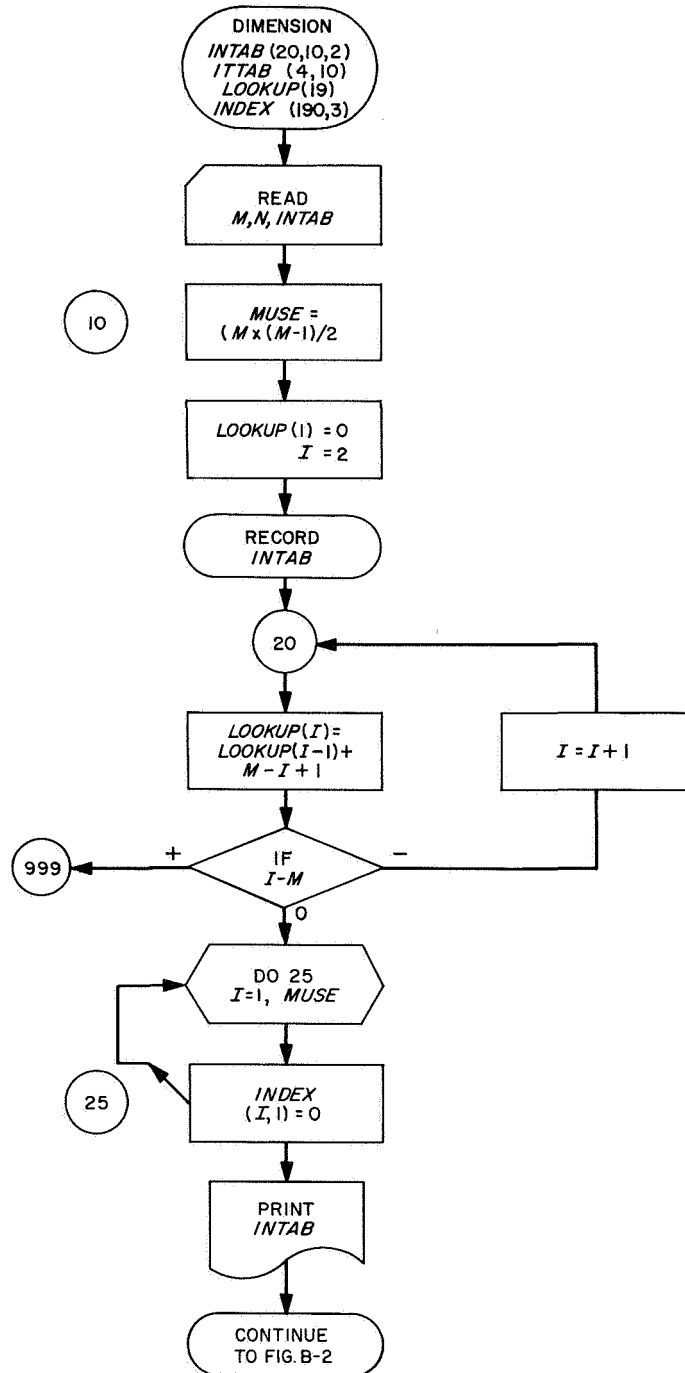 DIMENSION
INTAB (20,10,2)
ITTAB (4,10)
LOOKUP(19)
INDEX (190,3)
READ
M,N, INTAB
10
MUSE =
(M x (M-1)/2
LOOKUP (1) = 0
I = 2
RECORD
INTAB
20
LOOKUP(I)=
LOOKUP(I-1)+
M-I+1
I=I+1
999
+
IF
I-M
-
0
DO 25
I=1, MUSE
25
INDEX
(I,1)=0
PRINT
INTAB
CONTINUE
TO FIG. B-2